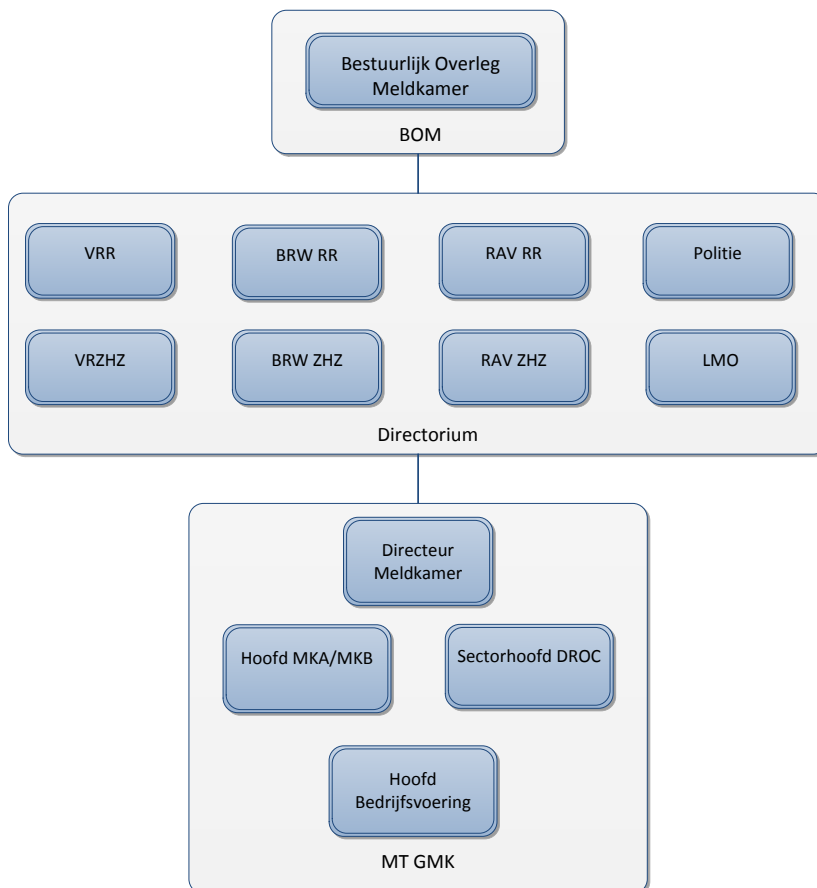 Bestuurlijk Overleg
Meldkamer
BOM
VRR
BRW RR
RAV RR
Politie
VRZHZ
BRW ZHZ
RAV ZHZ
LMO
Directorium
Directeur
Meldkamer
Hoofd MKA/MKB
Sectorhoofd DROC
Hoofd
Bedrijfsvoering
MT GMK